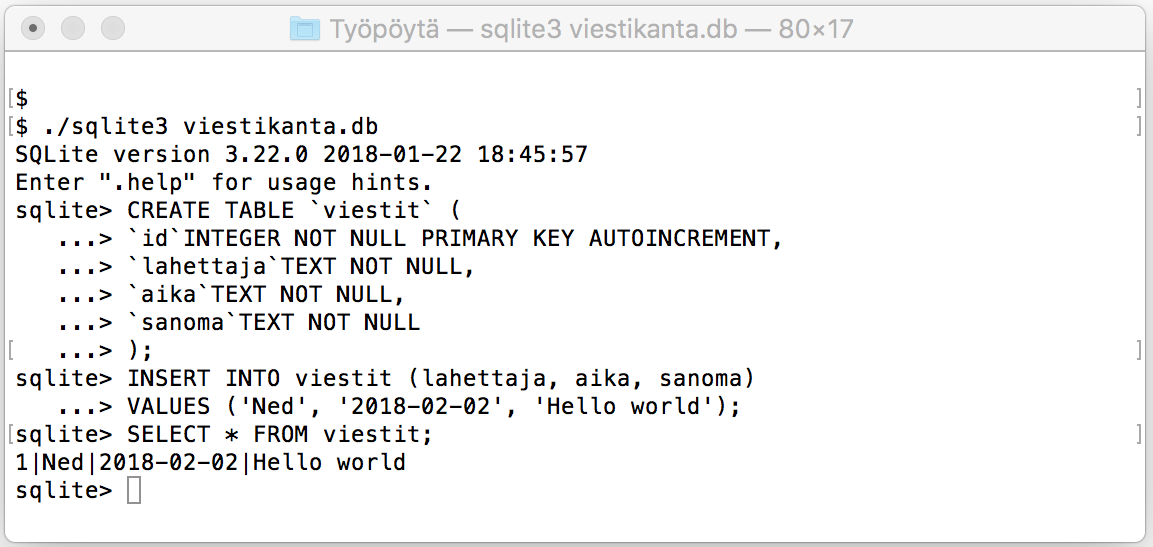 Työpöytä — sqlite3 viestikanta.db — 80×17
[$ ]
[$ ./sqlite3 viestikanta.db ]
SQLite version 3.22.0 2018-01-22 18:45:57
Enter ".help" for usage hints.
sqlite> CREATE TABLE `viestit` (
   ...> `id`INTEGER NOT NULL PRIMARY KEY AUTOINCREMENT,
   ...> `lahettaja`TEXT NOT NULL,
   ...> `aika`TEXT NOT NULL,
   ...> `sanoma`TEXT NOT NULL
[   ...> ); ]
sqlite> INSERT INTO viestit (lahettaja, aika, sanoma)
   ...> VALUES ('Ned', '2018-02-02', 'Hello world');
[sqlite> SELECT * FROM viestit; ]
1|Ned|2018-02-02|Hello world
sqlite>